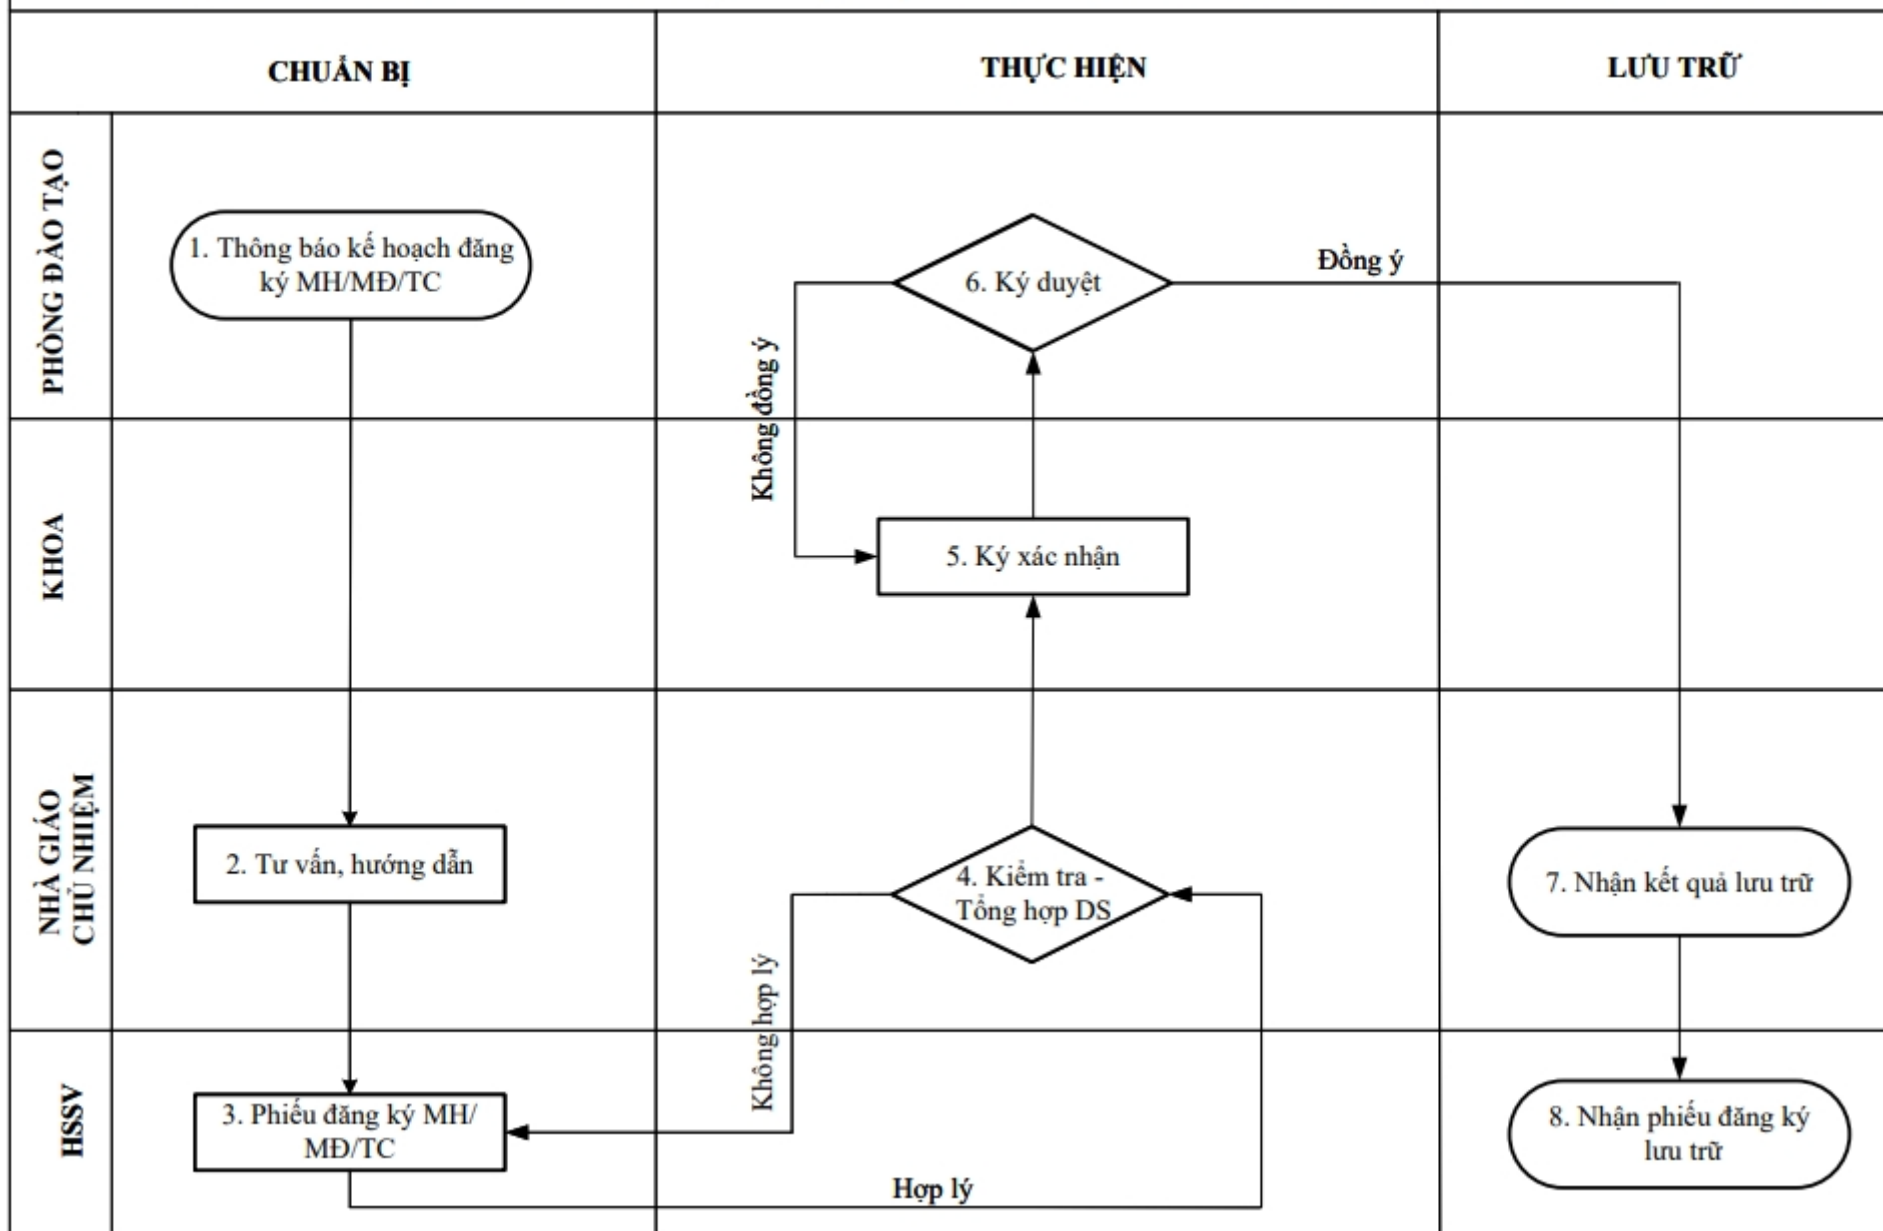 CHUẨN BỊ
THỰC HIỆN
LƯU TRỮ
PHÒNG ĐÀO TẠO
1. Thông báo kế hoạch đăng
ký MH/MĐ/TC
6. Ký duyệt
Đồng ý
Không đồng ý
KHOA
5. Ký xác nhận
NHÀ GIÁO
CHỦ NHIỆM
2. Tư vấn, hướng dẫn
4. Kiểm tra -
Tổng hợp DS
7. Nhận kết quả lưu trữ
Không hợp lý
HSSV
3. Phiếu đăng ký MH/
MĐ/TC
Hợp lý
8. Nhận phiếu đăng ký
lưu trữ